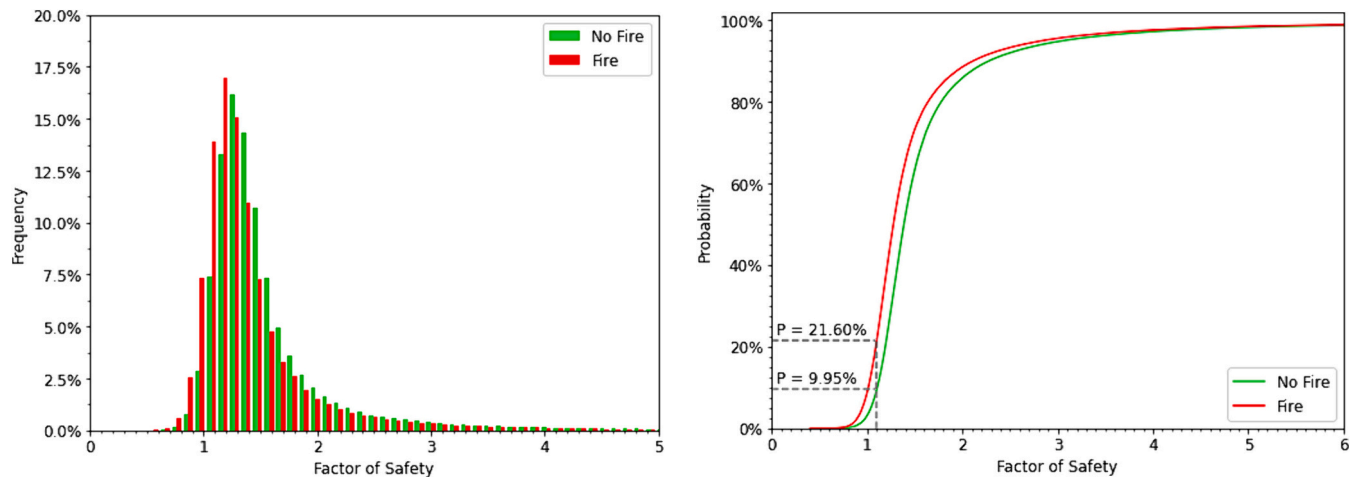 20.0%
17.5%
15.0%
12.5%
10.0%
7.5%
5.0%
2.5%
0.0%
Frequency
0 1 2 3 4 5
Factor of Safety
No Fire
Fire
100%
80%
60%
40%
20%
0%
Probability
P = 21.60%
P = 9.95%
0 1 2 3 4 5 6
Factor of Safety
No Fire
Fire